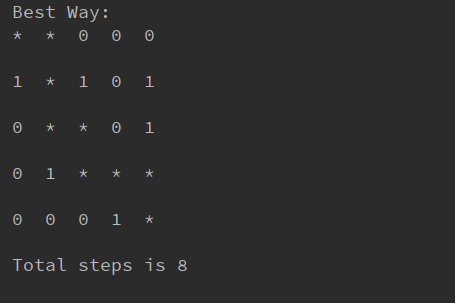 Best Way:
* * 0 0 0
1 * 1 0 1
0 * * 0 1
0 1 * * *
0 0 0 1 *
Total steps is 8